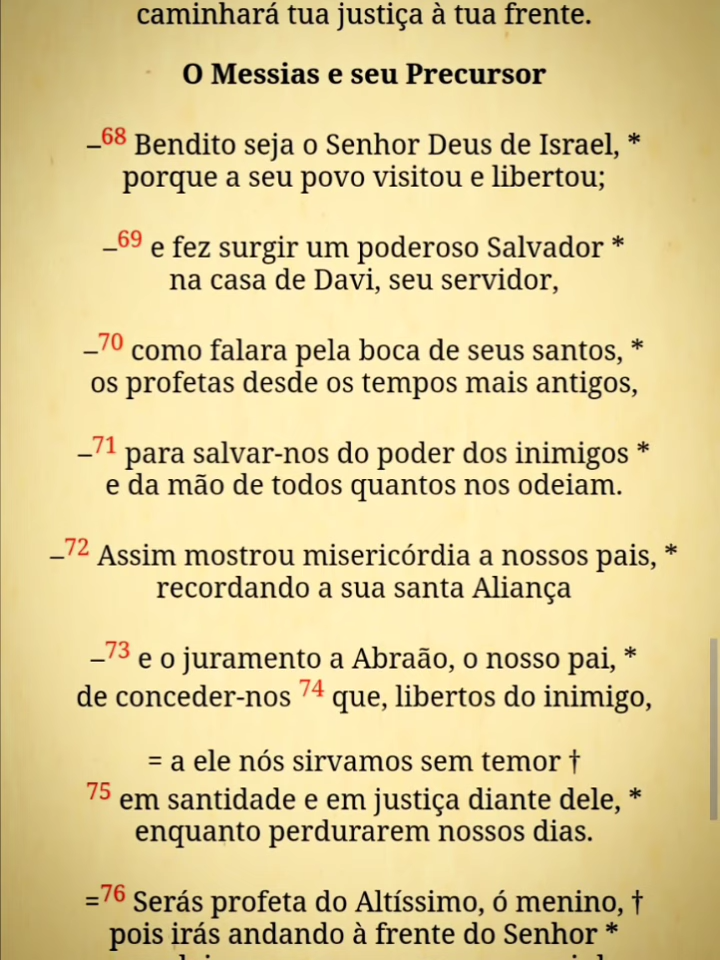 caminhará tua justiça à tua frente.
O Messias e seu Precursor
–68 Bendito seja o Senhor Deus de Israel, *
porque a seu povo visitou e libertou;
–69 e fez surgir um poderoso Salvador *
na casa de Davi, seu servidor,
–70 como falara pela boca de seus santos, *
os profetas desde os tempos mais antigos,
–71 para salvar-nos do poder dos inimigos *
e da mão de todos quantos nos odeiam.
–72 Assim mostrou misericórdia a nossos pais, *
recordando a sua santa Aliança
–73 e o juramento a Abraão, o nosso pai, *
de conceder-nos 74 que, libertos do inimigo,
= a ele nós sirvamos sem temor †
75 em santidade e em justiça diante dele, *
enquanto perdurarem nossos dias.
=76 Serás profeta do Altíssimo, ó menino, †
pois irás andando à frente do Senhor *